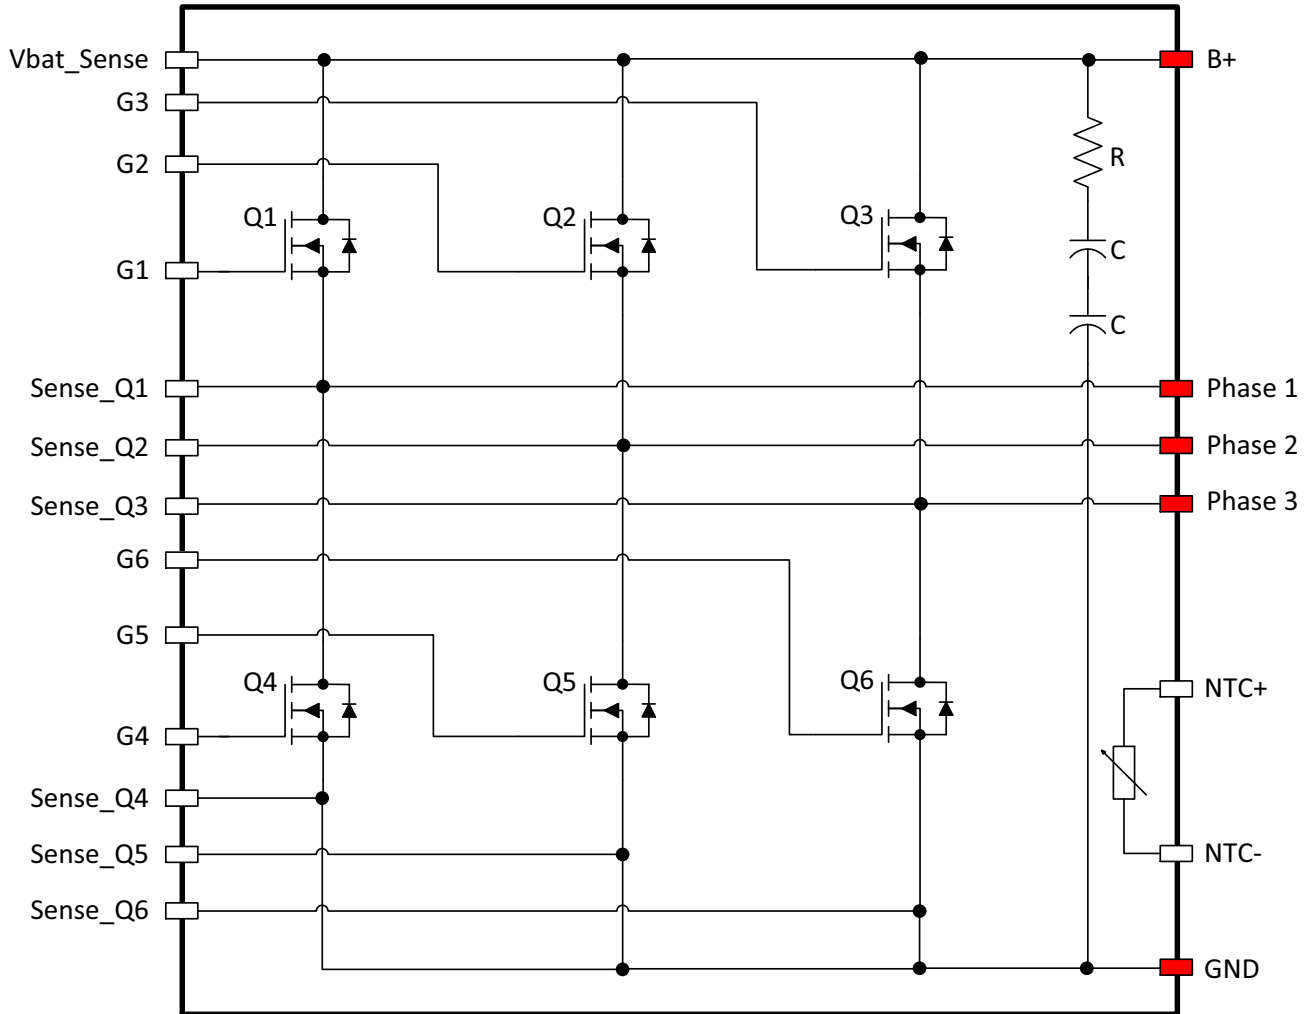 Vbat_Sense
B+
G3
G2
R
Q1
Q2
Q3
G1
C
C
Sense_Q1
Phase 1
Sense_Q2
Phase 2
Sense_Q3
Phase 3
G6
G5
Q4
Q5
Q6
NTC+
G4
Sense_Q4
Sense_Q5
NTC-
Sense_Q6
GND